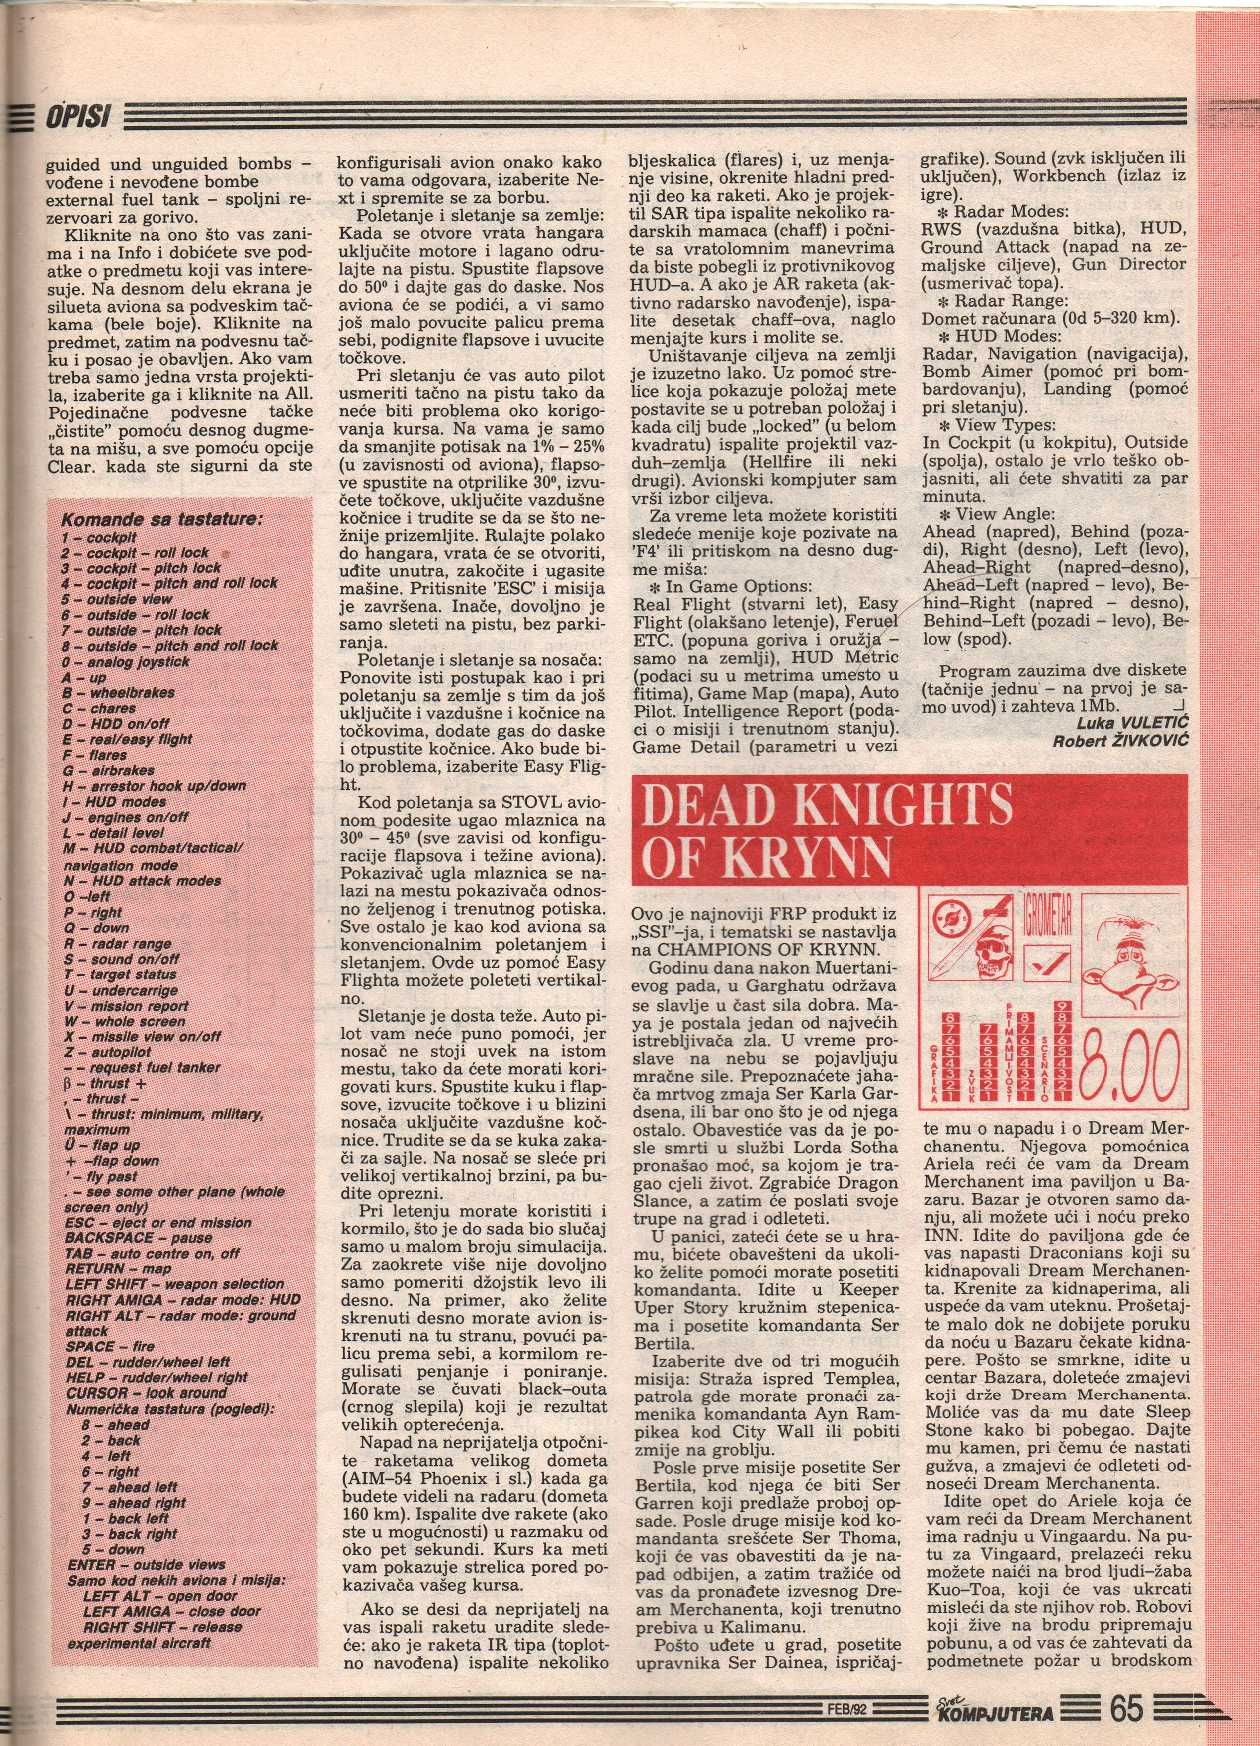 OPISI
guided und unguided bombs –
vođene i nevođene bombe
external fuel tank – spoljni re-
zervoari za gorivo.
Kliknite na ono što vas zani-
ma i na Info i dobićete sve pod-
atke o predmetu koji vas intere-
suje. Na desnom delu ekrana je
silueta aviona sa podveskim tač-
kama (bele boje). Kliknite na
predmet, zatim na podvesnu tač-
ku i posao je obavljen. Ako vam
treba samo jedna vrsta projekti-
la, izaberite ga i kliknite na All.
Pojedinačne podvesne tačke
„čistite” pomoću desnog dugme-
ta na mišu, a sve pomoću opcije
Clear. kada ste sigurni da ste
Komande sa tastature:
1 – cockpit
2 – cockpit – roll lock
3 – cockpit – pitch lock
4 – cockpit – pitch and roll lock
5 – outside view
6 – outside – roll lock
7 – outside – pitch lock
8 – outside – pitch and roll lock
0 – analog joystick
A – up
B – wheelbrakes
C – chares
D – HDD on/off
E – real/easy flight
F – flares
G – airbrakes
H – arrestor hook up/down
I – HUD modes
J – engines on/off
L – detail level
M – HUD combat/tactical/
navigation mode
N – HUD attack modes
O –left
P – right
Q – down
R – radar range
S – sound on/off
T – target status
U – undercarrige
V – mission report
W – whole screen
X – missile view on/off
Z – autopilot
– – request fuel tanker
β – thrust +
, – thrust –
\ – thrust: minimum, military,
maximum
Ü – flap up
+ –flap down
' – fly past
. – see some other plane (whole
screen only)
ESC – eject or end mission
BACKSPACE – pause
TAB – auto centre on, off
RETURN – map
LEFT SHIFT – weapon selection
RIGHT AMIGA – radar mode: HUD
RIGHT ALT – radar mode: ground
attack
SPACE – fire
DEL – rudder/wheel left
HELP – rudder/wheel right
CURSOR – look around
Numerička tastatura (pogledi):
8 – ahead
2 – back
4 – left
6 – right
7 – ahead left
9 – ahead right
1 – back left
3 – back right
5 – down
ENTER – outside views
Samo kod nekih aviona i misija:
LEFT ALT – open door
LEFT AMIGA – close door
RIGHT SHIFT – release
experimental aircraft
konfigurisali avion onako kako
to vama odgovara, izaberite Ne-
xt i spremite se za borbu.
Poletanje i sletanje sa zemlje:
Kada se otvore vrata hangara
uključite motore i lagano odru-
lajte na pistu. Spustite flapsove
do 50º i dajte gas do daske. Nos
aviona će se podići, a vi samo
još malo povucite palicu prema
sebi, podignite flapsove i uvucite
točkove.
Pri sletanju će vas auto pilot
usmeriti tačno na pistu tako da
neće biti problema oko korigo-
vanja kursa. Na vama je samo
da smanjite potisak na 1% – 25%
(u zavisnosti od aviona), flapso-
ve spustite na otprilike 30º, izvu-
čete točkove, uključite vazdušne
kočnice i trudite se da se što ne-
žnije prizemljite. Rulajte polako
do hangara, vrata će se otvoriti,
uđite unutra, zakočite i ugasite
mašine. Pritisnite 'ESC' i misija
je završena. Inače, dovoljno je
samo sleteti na pistu, bez parki-
ranja.
Poletanje i sletanje sa nosača:
Ponovite isti postupak kao i pri
poletanju sa zemlje s tim da još
uključite i vazdušne i kočnice na
točkovima, dodate gas do daske
i otpustite kočnice. Ako bude bi-
lo problema, izaberite Easy Flig-
ht.
Kod poletanja sa STOVL avio-
nom podesite ugao mlaznica na
30º – 45º (sve zavisi od konfigu-
racije flapsova i težine aviona).
Pokazivač ugla mlaznica se na-
lazi na mestu pokazivača odnos-
no željenog i trenutnog potiska.
Sve ostalo je kao kod aviona sa
konvencionalnim poletanjem i
sletanjem. Ovde uz pomoć Easy
Flighta možete poleteti vertikal-
no.
Sletanje je dosta teže. Auto pi-
lot vam neće puno pomoći, jer
nosač ne stoji uvek na istom
mestu, tako da ćete morati kori-
govati kurs. Spustite kuku i flap-
sove, izvucite točkove i u blizini
nosača uključite vazdušne koč-
nice. Trudite se da se kuka zaka-
či za sajle. Na nosač se sleće pri
velikoj vertikalnoj brzini, pa bu-
dite oprezni.
Pri letenju morate koristiti i
kormilo, što je do sada bio slučaj
samo u malom broju simulacija.
Za zaokrete više nije dovoljno
samo pomeriti džojstik levo ili
desno. Na primer, ako želite
skrenuti desno morate avion is-
krenuti na tu stranu, povući pa-
licu prema sebi, a kormilom re-
gulisati penjanje i poniranje.
Morate se čuvati black–outa
(crnog slepila) koji je rezultat
velikih opterećenja.
Napad na neprijatelja otpočni-
te raketama velikog dometa
(AIM–54 Phoenix i sl.) kada ga
budete videli na radaru (dometa
160 km). Ispalite dve rakete (ako
ste u mogućnosti) u razmaku od
oko pet sekundi. Kurs ka meti
vam pokazuje strelica pored po-
kazivača vašeg kursa.
Ako se desi da neprijatelj na
vas ispali raketu uradite slede-
će: ako je raketa IR tipa (toplot-
no navođena) ispalite nekoliko
bljeskalica (flares) i, uz menja-
nje visine, okrenite hladni pred-
nji deo ka raketi. Ako je projek-
til SAR tipa ispalite nekoliko ra-
darskih mamaca (chaff) i počni-
te sa vratolomnim manevrima
da biste pobegli iz protivnikovog
HUD–a. A ako je AR raketa (ak-
tivno radarsko navođenje), ispa-
lite desetak chaff–ova, naglo
menjajte kurs i molite se.
Uništavanje ciljeva na zemlji
je izuzetno lako. Uz pomoć stre-
lice koja pokazuje položaj mete
postavite se u potreban položaj i
kada cilj bude „locked” (u belom
kvadratu) ispalite projektil vaz-
duh–zemlja (Hellfire ili neki
drugi). Avionski kompjuter sam
vrši izbor ciljeva.
Za vreme leta možete koristiti
sledeće menije koje pozivate na
'F4' ili pritiskom na desno dug-
me miša:
✻ In Game Options:
Real Flight (stvarni let), Easy
Flight (olakšano letenje), Feruel
ETC. (popuna goriva i oružja –
samo na zemlji), HUD Metric
(podaci su u metrima umesto u
fitima), Game Map (mapa), Auto
Pilot. Intelligence Report (poda-
ci o misiji i trenutnom stanju).
Game Detail (parametri u vezi
grafike). Sound (zvk isključen ili
uključen), Workbench (izlaz iz
igre).
✻ Radar Modes:
RWS (vazdušna bitka), HUD,
Ground Attack (napad na ze-
maljske ciljeve), Gun Director
(usmerivač topa).
✻ Radar Range:
Domet računara (0d 5–320 km).
✻ HUD Modes:
Radar, Navigation (navigacija),
Bomb Aimer (pomoć pri bom-
bardovanju), Landing (pomoć
pri sletanju).
✻ View Types:
In Cockpit (u kokpitu), Outside
(spolja), ostalo je vrlo teško ob-
jasniti, ali ćete shvatiti za par
minuta.
✻ View Angle:
Ahead (napred), Behind (poza-
di), Right (desno), Left (levo),
Ahead–Right (napred–desno),
Ahead–Left (napred – levo), Be-
hind–Right (napred – desno),
Behind–Left (pozadi – levo), Be-
low (spod).
Program zauzima dve diskete
(tačnije jednu – na prvoj je sa-
mo uvod) i zahteva 1Mb.
Luka VULETIĆ
Robert ŽIVKOVIĆ
DEAD KNIGHTS
OF KRYNN
Ovo je najnoviji FRP produkt iz
„SSI”–ja, i tematski se nastavlja
na CHAMPIONS OF KRYNN.
Godinu dana nakon Muertani-
evog pada, u Garghatu održava
se slavlje u čast sila dobra. Ma-
ya je postala jedan od najvećih
istrebljivača zla. U vreme pro-
slave na nebu se pojavljuju
mračne sile. Prepoznaćete jaha-
ča mrtvog zmaja Ser Karla Gar-
dsena, ili bar ono što je od njega
ostalo. Obavestiće vas da je po-
sle smrti u službi Lorda Sotha
pronašao moć, sa kojom je tra-
gao cjeli život. Zgrabiće Dragon
Slance, a zatim će poslati svoje
trupe na grad i odleteti.
U panici, zateći ćete se u hra-
mu, bićete obavešteni da ukoli-
ko želite pomoći morate posetiti
komandanta. Idite u Keeper
Uper Story kružnim stepenica-
ma i posetite komandanta Ser
Bertila.
Izaberite dve od tri mogućih
misija: Straža ispred Templea,
patrola gde morate pronaći za-
menika komandanta Ayn Ram-
pikea kod City Wall ili pobiti
zmije na groblju.
Posle prve misije posetite Ser
Bertila, kod njega će biti Ser
Garren koji predlaže proboj op-
sade. Posle druge misije kod ko-
mandanta srešćete Ser Thoma,
koji će vas obavestiti da je na-
pad odbijen, a zatim tražiće od
vas da pronađete izvesnog Dre-
am Merchanenta, koji trenutno
prebiva u Kalimanu.
Pošto uđete u grad, posetite
upravnika Ser Dainea, ispričaj-
IGROMETAR
8 7 6 5 4 3 2 1
GRAFIKA
7 6 5 4 3 2 1
ZVUK
8 7 6 5 4 3 2 1
PRIMAMLJIVOST
9 8 7 6 5 4 3 2 1
SCENARIO
8.00
te mu o napadu i o Dream Mer-
chanentu. Njegova pomoćnica
Ariela reći će vam da Dream
Merchanent ima paviljon u Ba-
zaru. Bazar je otvoren samo da-
nju, ali možete ući i noću preko
INN. Idite do paviljona gde će
vas napasti Draconians koji su
kidnapovali Dream Merchanen-
ta. Krenite za kidnaperima, ali
uspeće da vam uteknu. Prošetaj-
te malo dok ne dobijete poruku
da noću u Bazaru čekate kidna-
pere. Pošto se smrkne, idite u
centar Bazara, doleteće zmajevi
koji drže Dream Merchanenta.
Moliće vas da mu date Sleep
Stone kako bi pobegao. Dajte
mu kamen, pri čemu će nastati
gužva, a zmajevi će odleteti od-
noseći Dream Merchanenta.
Idite opet do Ariele koja će
vam reći da Dream Merchanent
ima radnju u Vingaardu. Na pu-
tu za Vingaard, prelazeći reku
možete naići na brod ljudi–žaba
Kuo–Toa, koji će vas ukrcati
misleći da ste njihov rob. Robovi
koji žive na brodu pripremaju
pobunu, a od vas će zahtevati da
podmetnete požar u brodskom
FEB/92
Svet
KOMPJUTERA
65